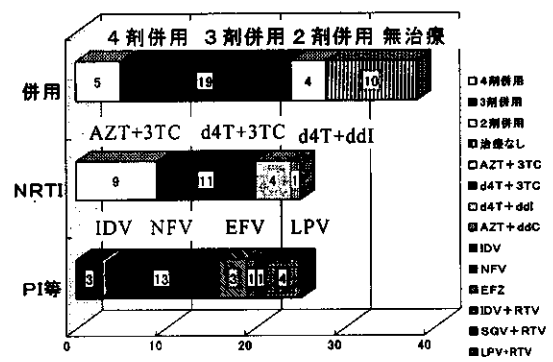 4剤併用 3剤併用 2剤併用 無治療
併用 5 19 4 10
AZT+3TC d4T+3TC d4T+ddI
NRTI 9 11 4 1
IDV NFV EFV LPV
PI等 3 13 3 1 1 4
0 10 20 30 40
4剤併用
3剤併用
2剤併用
治療なし
AZT+3TC
d4T+3TC
d4T+ddI
AZT+ddC
IDV
NFV
EFZ
IDV+RTV
SQV+RTV
LPV+RTV